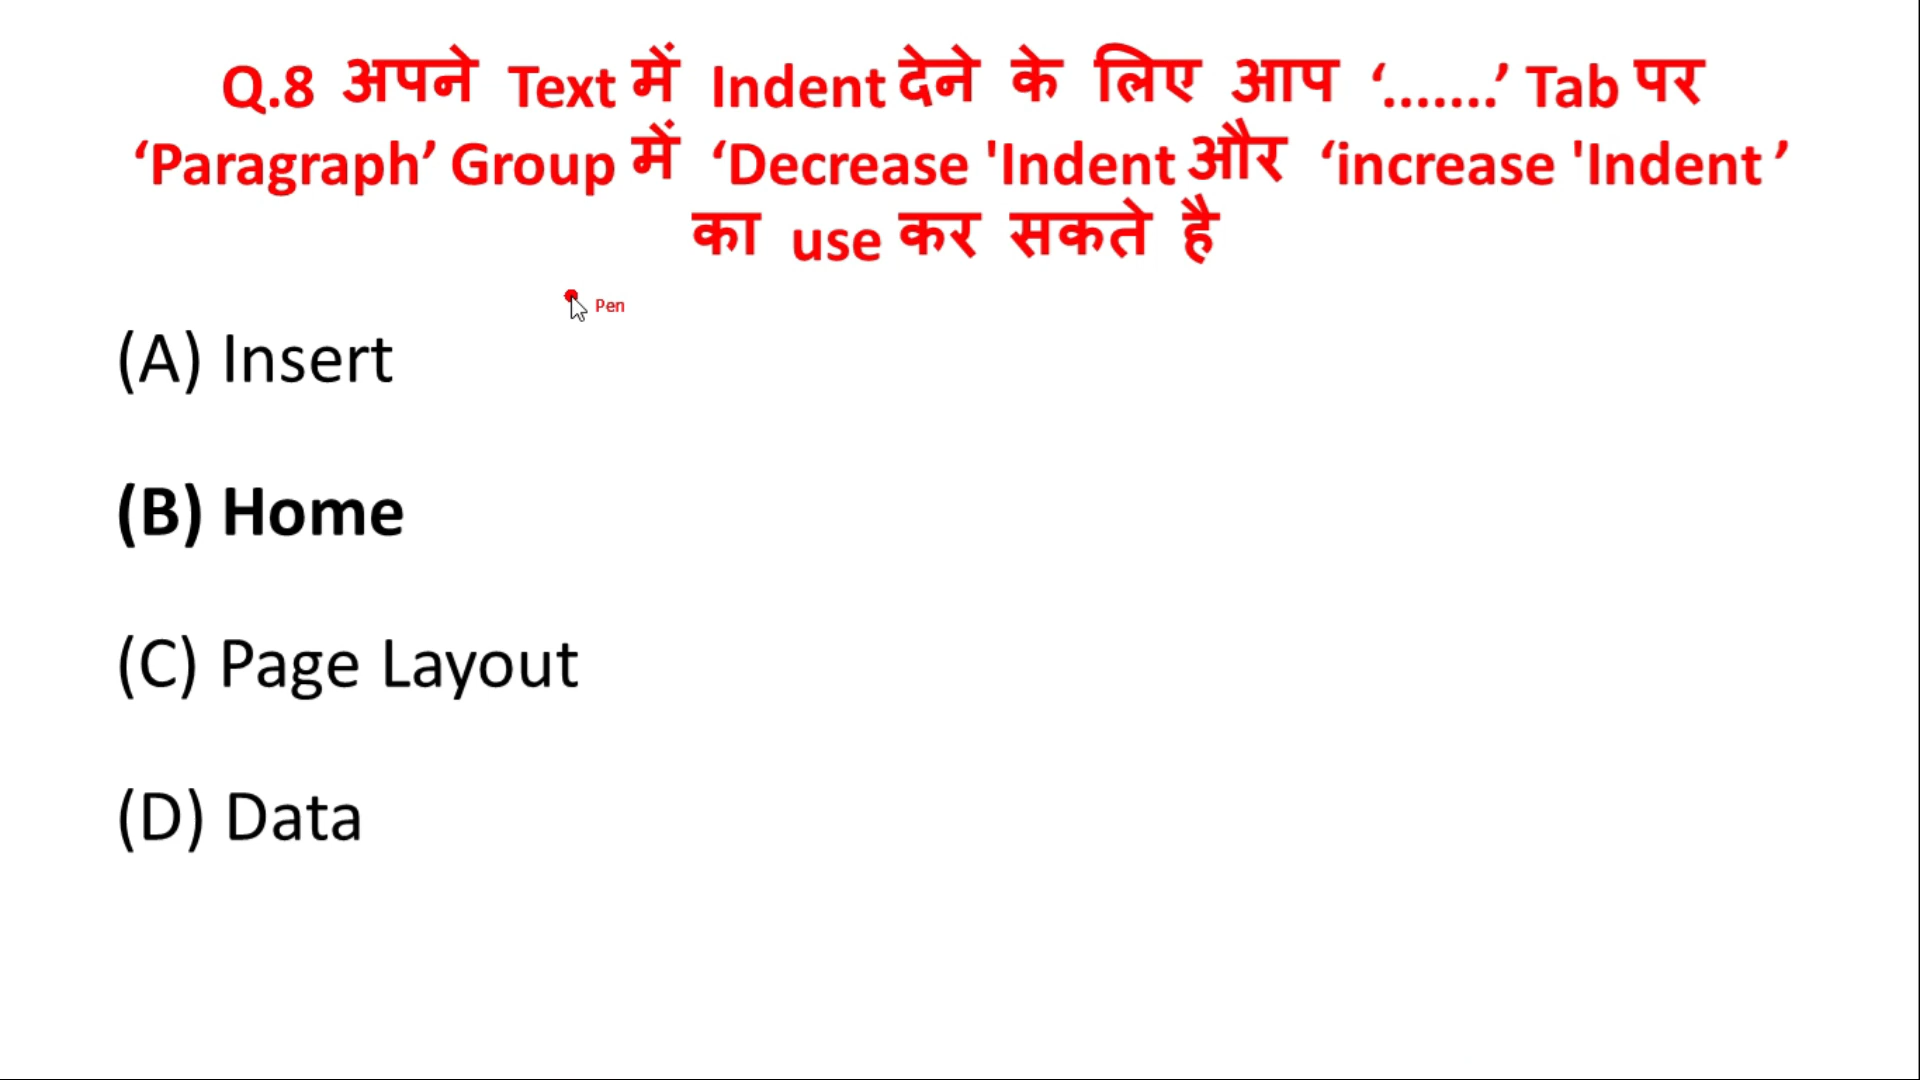 Q.8 अपने Text में Indent देने के लिए आप ‘.......’ Tab पर
‘Paragraph’ Group में ‘Decrease 'Indent और ‘increase 'Indent ’
का use कर सकते है
Pen
(A) Insert
(B) Home
(C) Page Layout
(D) Data